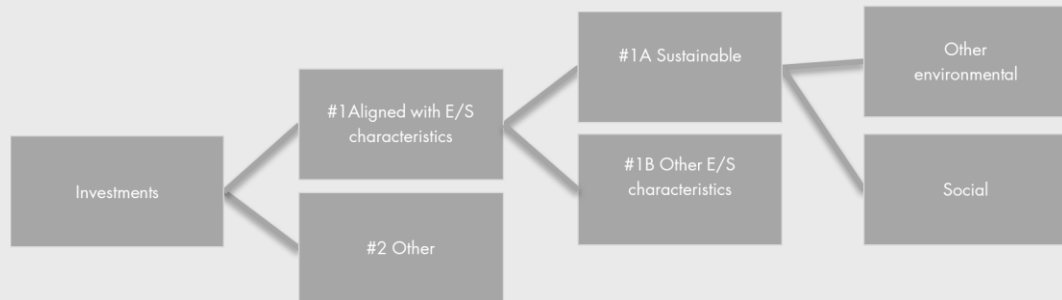 Investments
#1Aligned with E/S
characteristics
#2 Other
#1A Sustainable
#1B Other E/S
characteristics
Other
environmental
Social